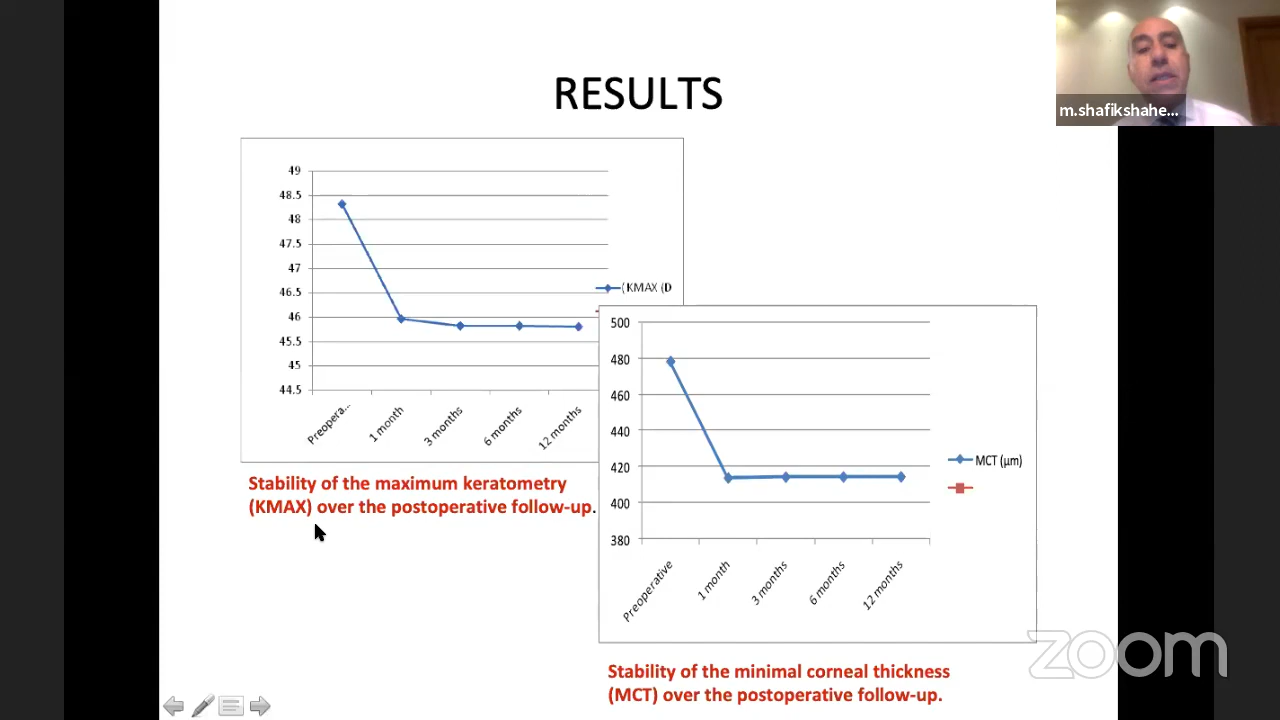 m.shafikshahe...
RESULTS
49
48.5
48
47.5
47
46.5
46
45.5
45
44.5
Preopera...
1 month
3 months
6 months
12 months
( KMAX (D
Stability of the maximum keratometry
(KMAX) over the postoperative follow-up.
500
480
460
440
420
400
380
Preoperative
1 month
3 months
6 months
12 months
MCT (µm)
Stability of the minimal corneal thickness
(MCT) over the postoperative follow-up.
zoom